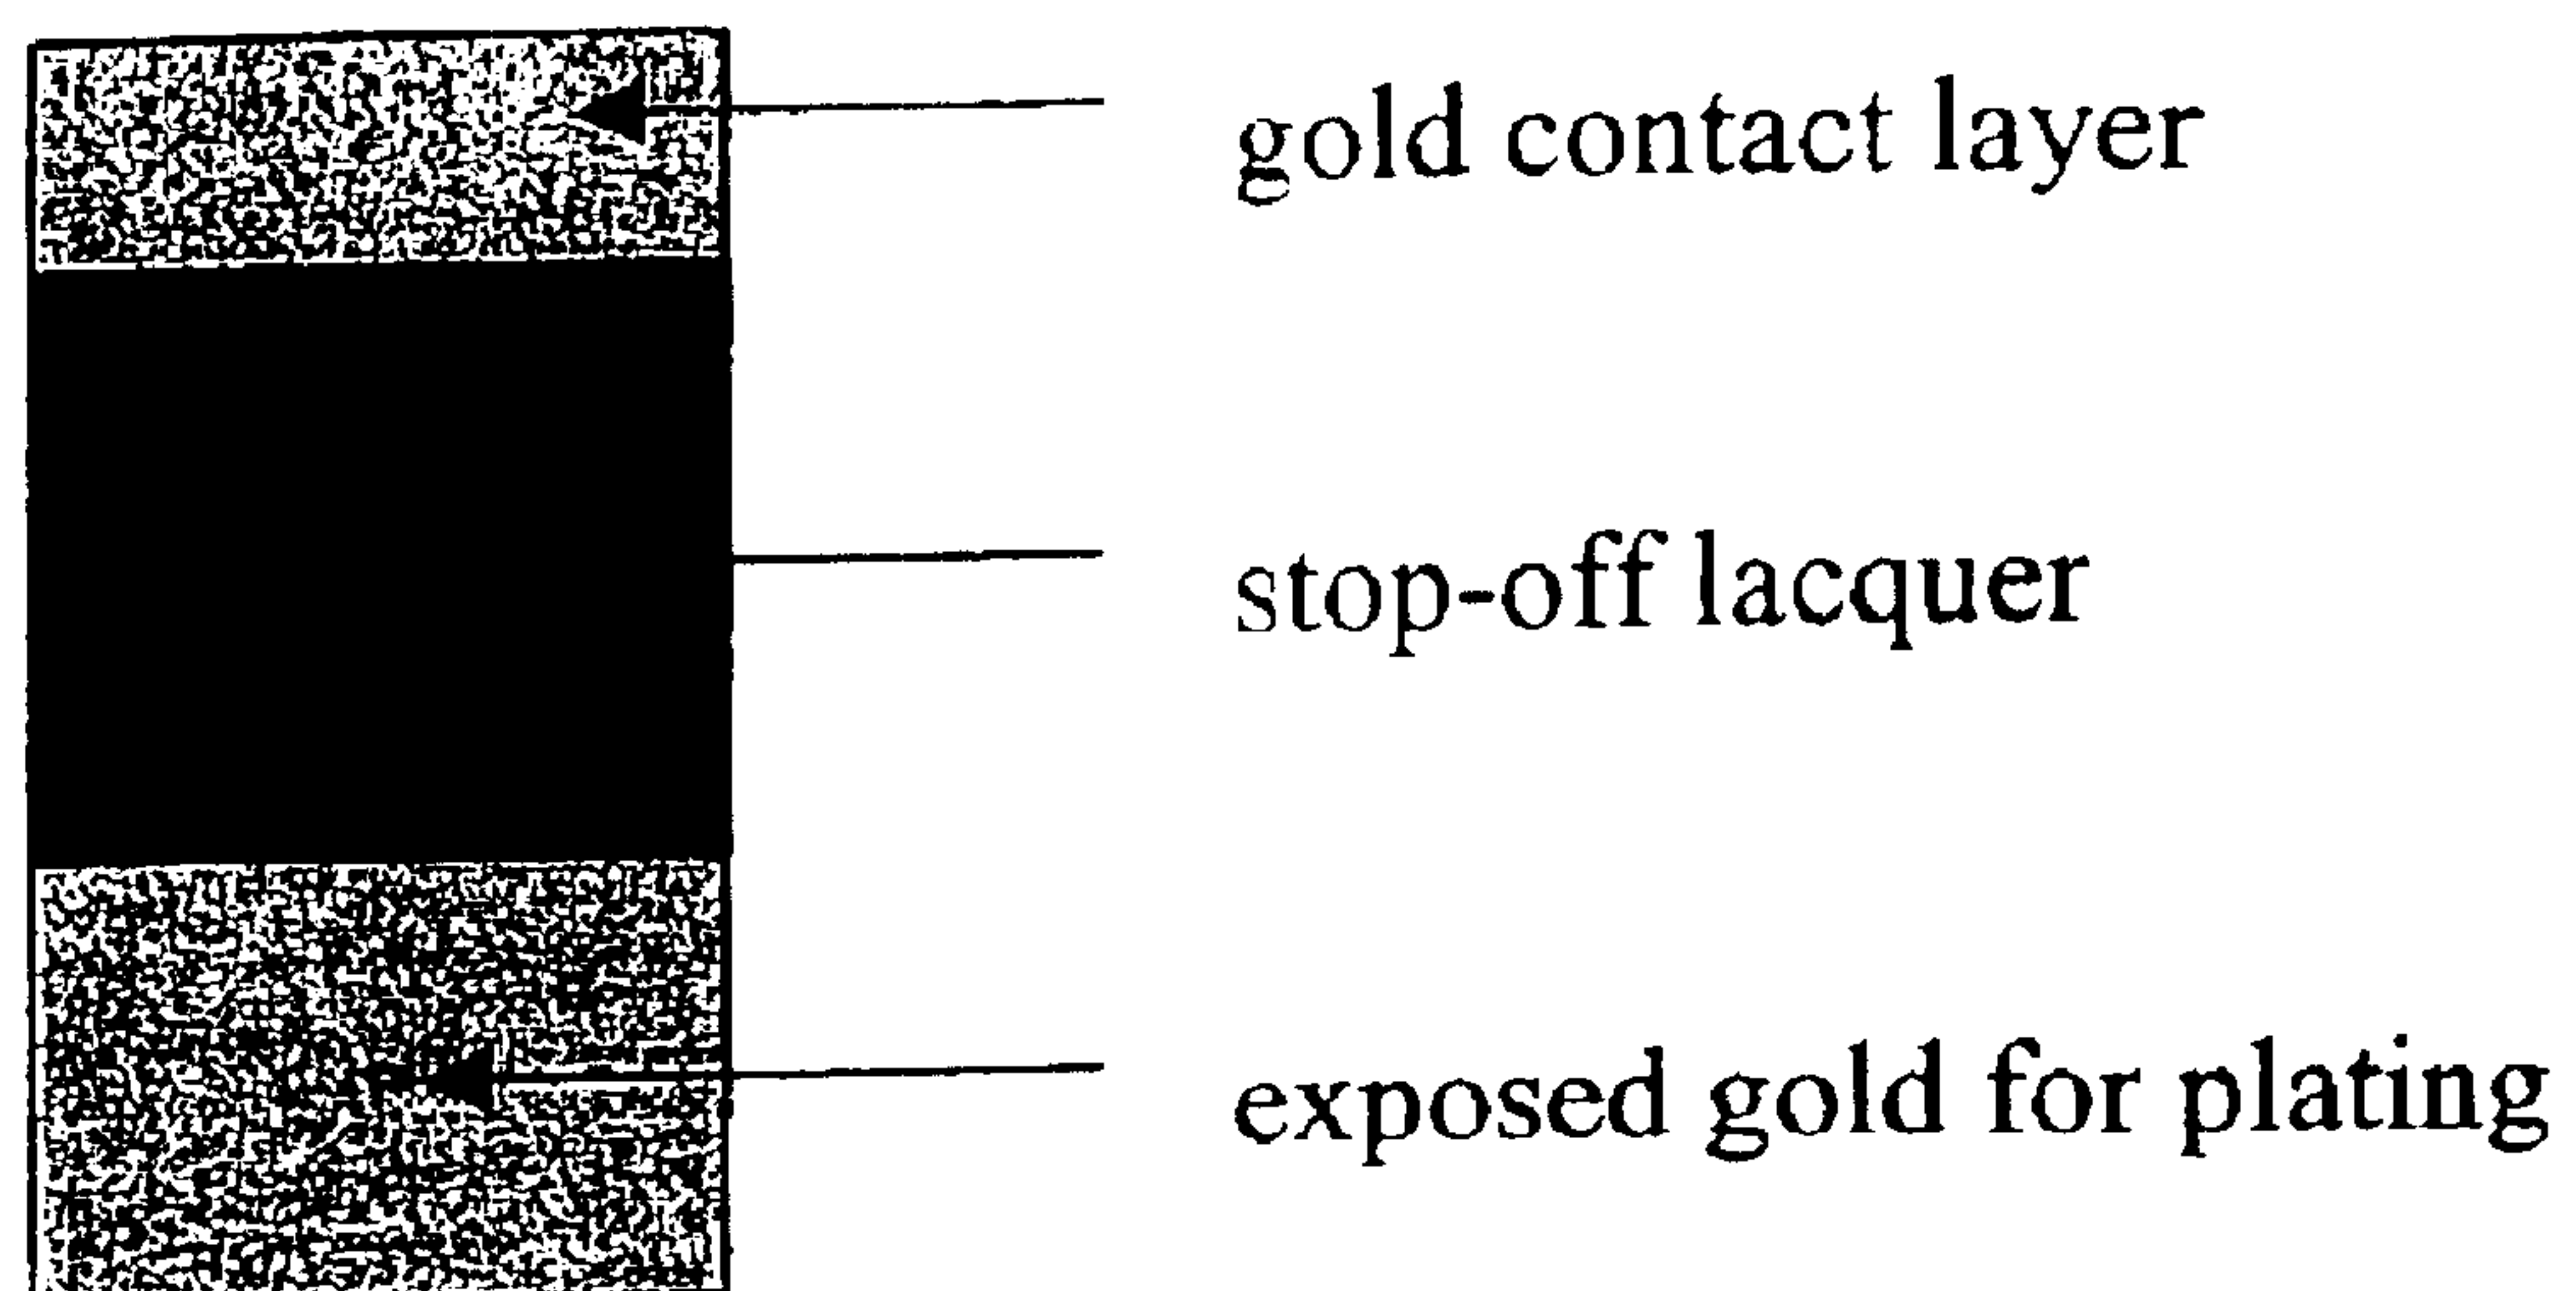 gold contact layer
stop-off lacquer
exposed gold for plating